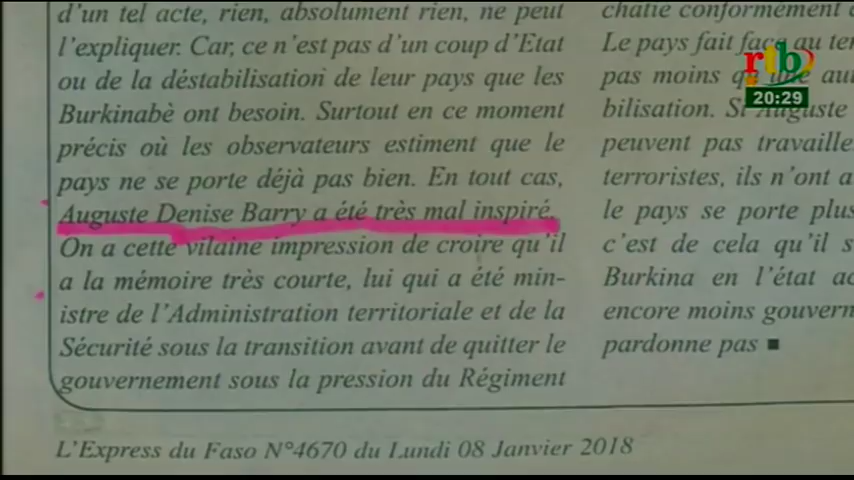 d'un tel acte, rien, absolument rien, ne peut
l'expliquer. Car, ce n'est pas d'un coup d'Etat
ou de la déstabilisation de leur pays que les
Burkinabè ont besoin. Surtout en ce moment
précis où les observateurs estiment que le
pays ne se porte déjà pas bien. En tout cas,
Auguste Denise Barry a été très mal inspiré.
On a cette vilaine impression de croire qu'il
a la mémoire très courte, lui qui a été min-
istre de l'Administration territoriale et de la
Sécurité sous la transition avant de quitter le
gouvernement sous la pression du Régiment
chatié conformément
Le pays fait face au
pas moins
bilisation. Si Auguste
peuvent pas
terroristes, ils n'ont
le pays se porte
c'est de cela qu'il
Burkina en l'état
encore moins
pardonne pas ■
L'Express du Faso N°4670 du Lundi 08 Janvier 2018
rtb
20:29